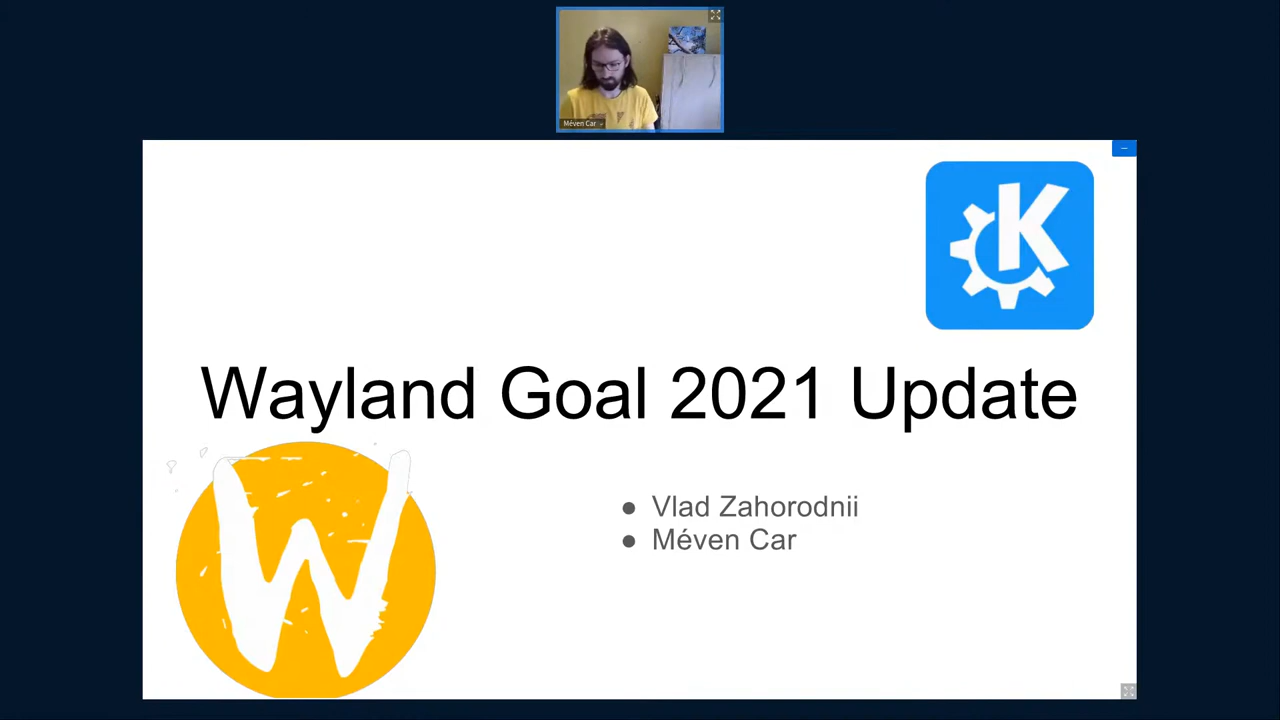 Méven Car
K
Wayland Goal 2021 Update
W
● Vlad Zahorodnii
● Méven Car